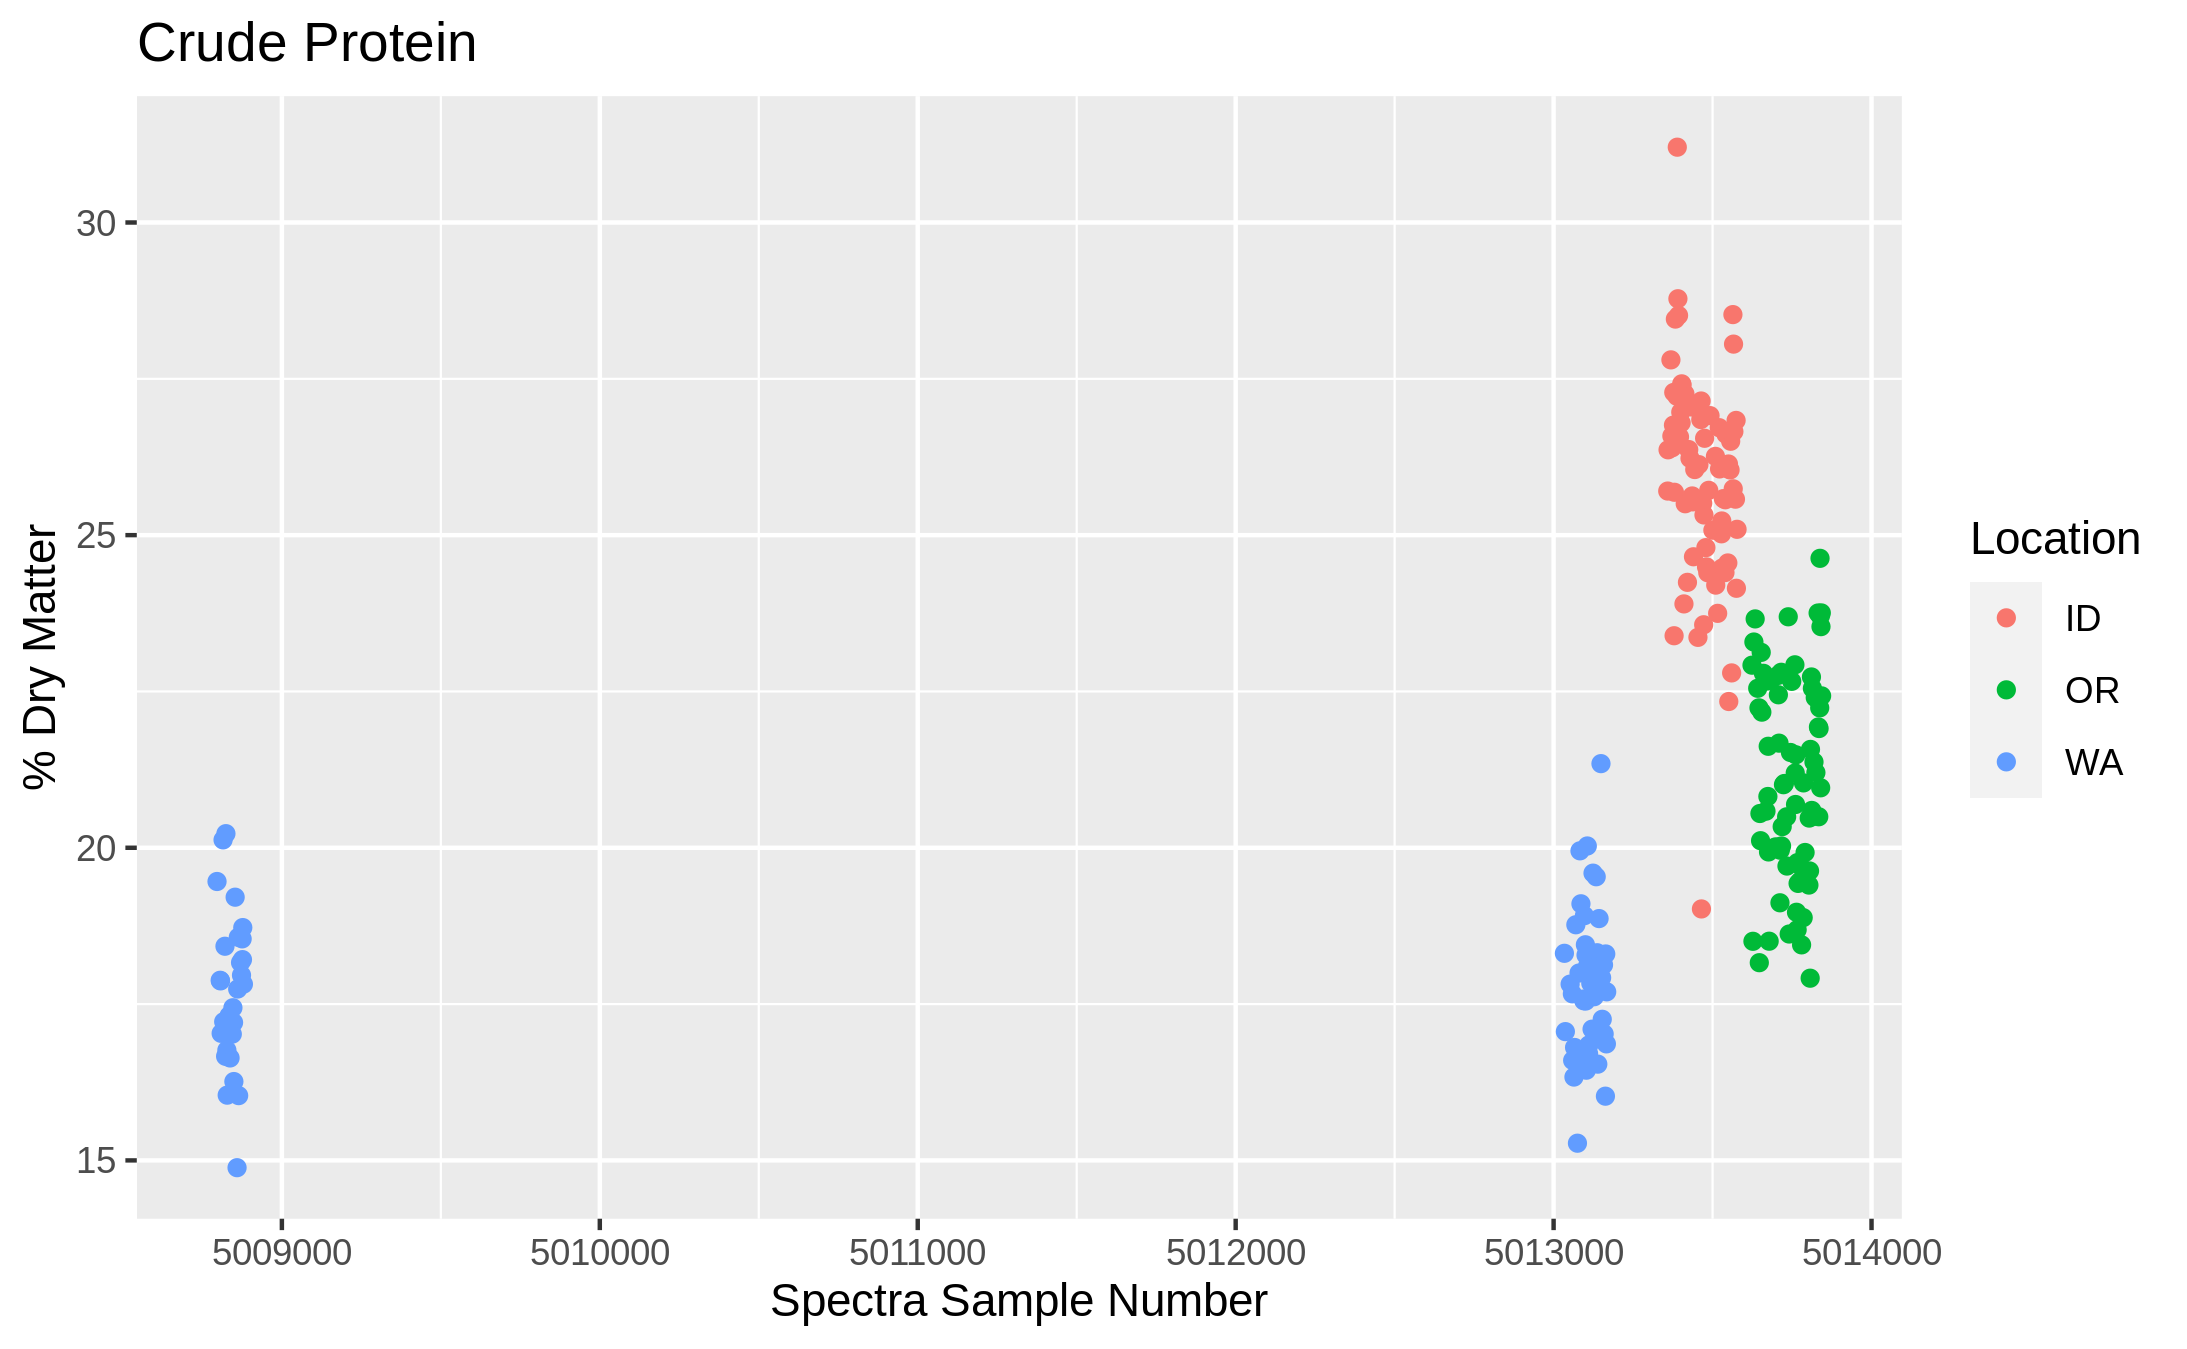 Crude Protein
% Dry Matter
30
25
20
15
5009000
5010000
5011000
5012000
5013000
5014000
Spectra Sample Number
Location
ID
OR
WA